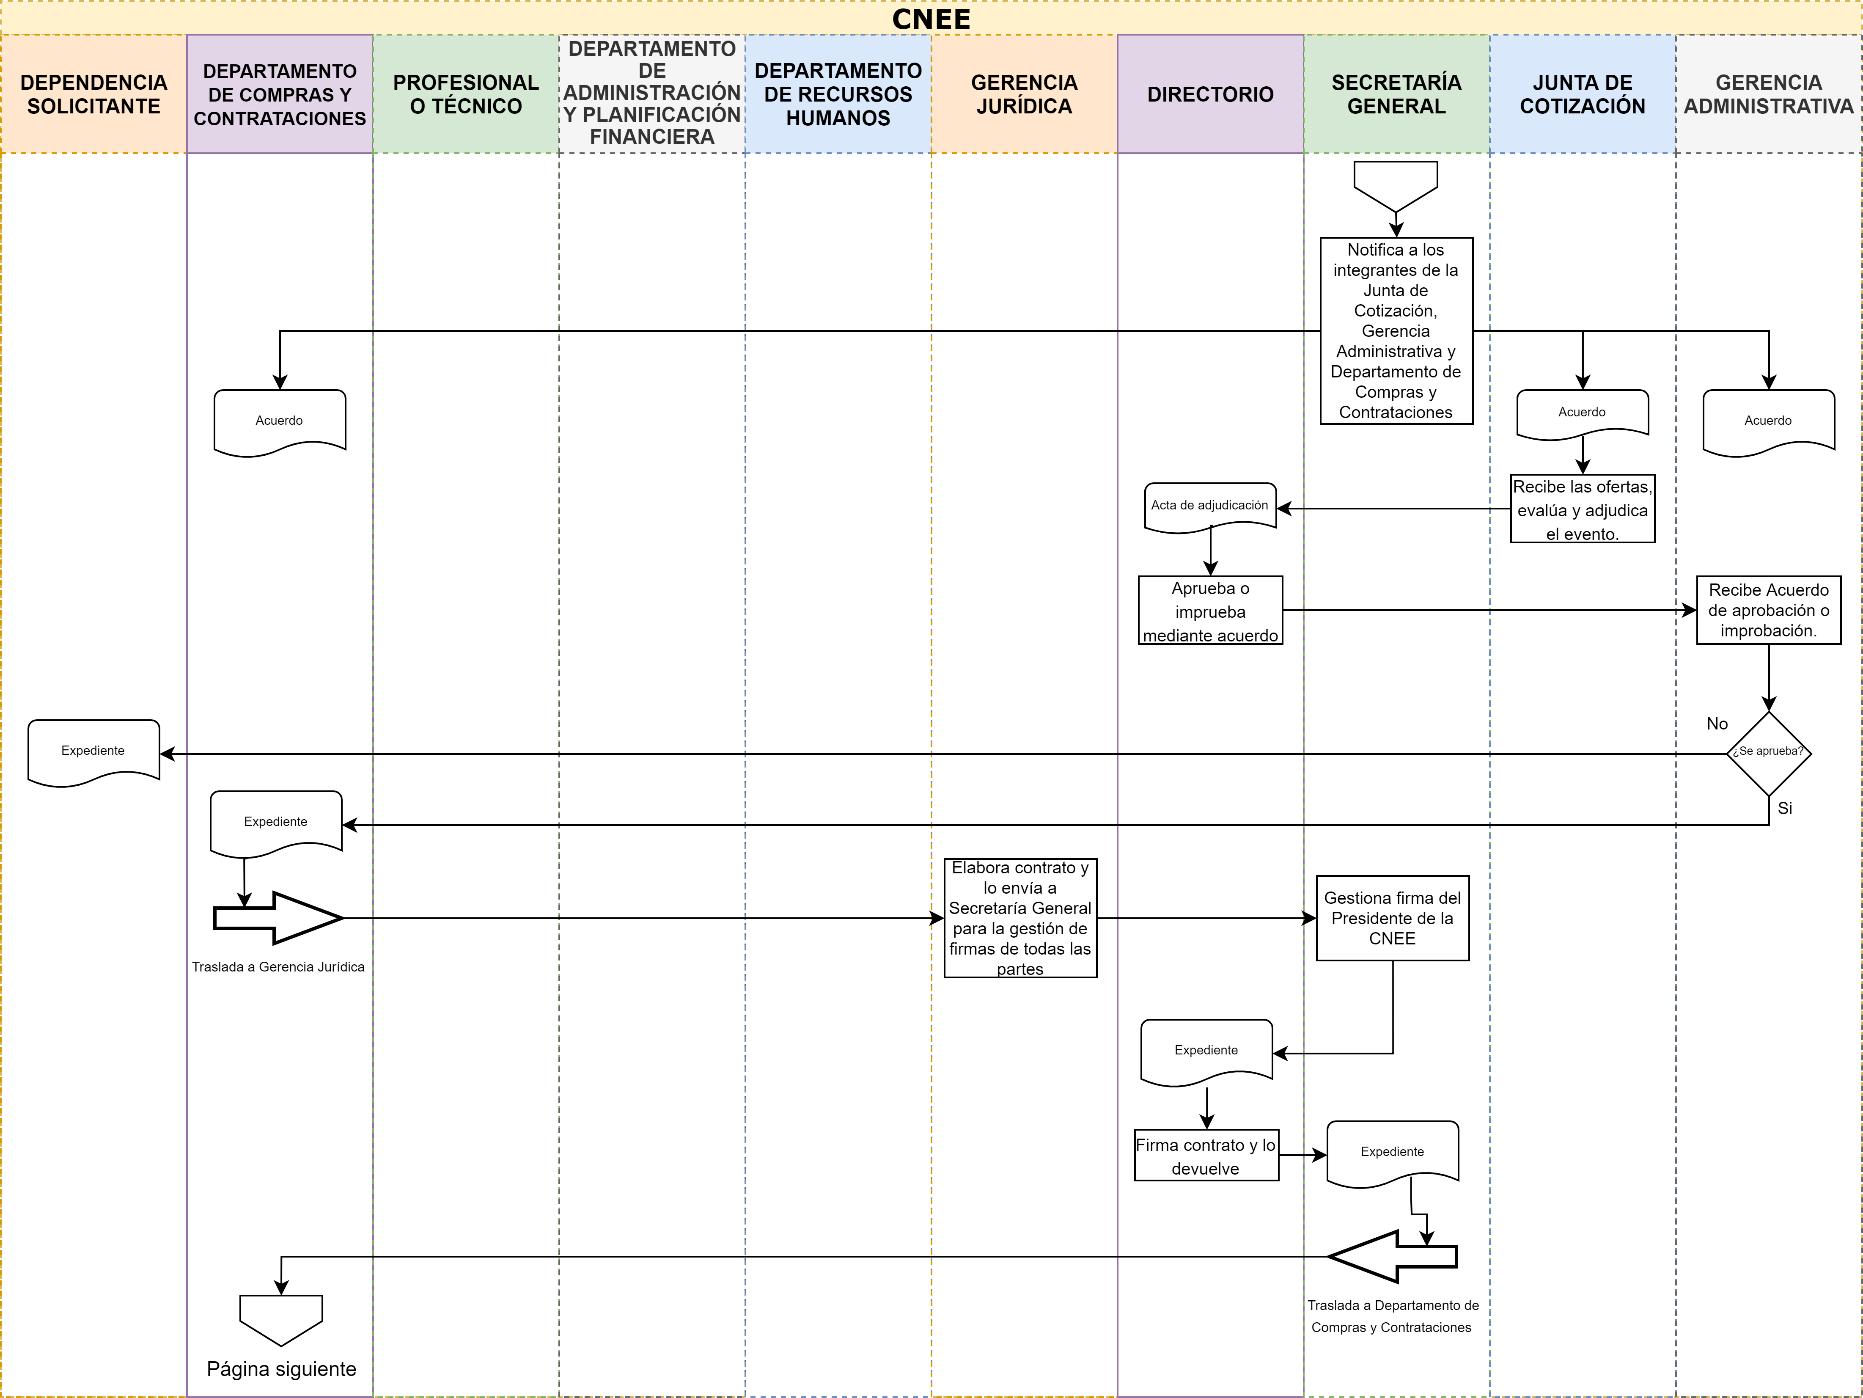 CNEE
DEPENDENCIA
SOLICITANTE
DEPARTAMENTO
DE COMPRAS Y
CONTRATACIONES
PROFESIONAL
O TÉCNICO
DEPARTAMENTO
DE
ADMINISTRACIÓN
Y PLANIFICACIÓN
FINANCIERA
DEPARTAMENTO
DE RECURSOS
HUMANOS
GERENCIA
JURÍDICA
DIRECTORIO
SECRETARÍA
GENERAL
JUNTA DE
COTIZACIÓN
GERENCIA
ADMINISTRATIVA
Notifica a los
integrantes de la
Junta de
Cotización,
Gerencia
Administrativa y
Departamento de
Compras y
Contrataciones
Acuerdo
Acuerdo
Acuerdo
Recibe las ofertas,
evalúa y adjudica
el evento.
Acta de adjudicación
Aprueba o
imprueba
mediante acuerdo
Recibe Acuerdo
de aprobación o
improbación.
No
¿Se aprueba?
Si
Expediente
Expediente
Traslada a Gerencia Jurídica
Elabora contrato y
lo envía a
Secretaría General
para la gestión de
firmas de todas las
partes
Gestiona firma del
Presidente de la
CNEE
Expediente
Firma contrato y lo
devuelve
Expediente
Traslada a Departamento de
Compras y Contrataciones
Página siguiente